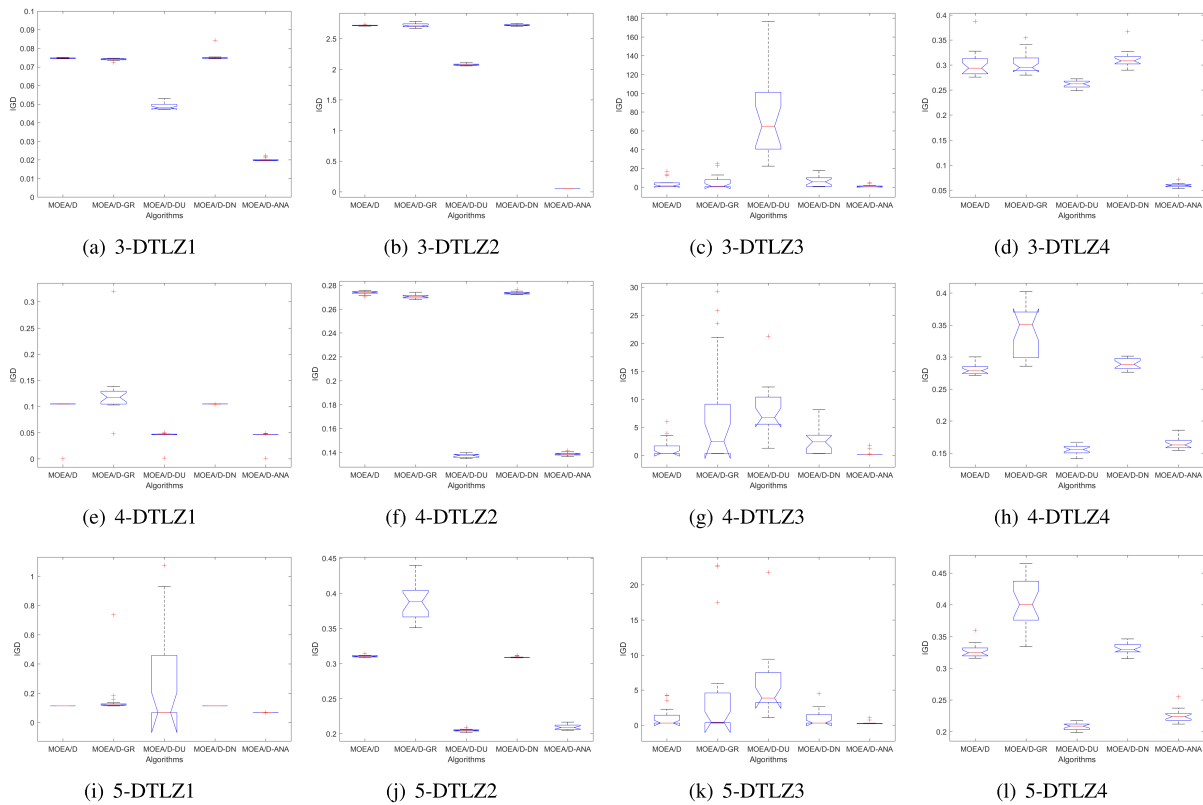 0.1
0.09
0.08
0.07
0.06
0.05
0.04
0.03
0.02
0.01
0
IGD
MOEA/D MOEA/D-GR MOEA/D-DU MOEA/D-DN MOEA/D-ANA
Algorithms
(a) 3-DTLZ1
2.5
2
1.5
1
0.5
0
IGD
MOEA/D MOEA/D-GR MOEA/D-DU MOEA/D-DN MOEA/D-ANA
Algorithms
(b) 3-DTLZ2
180
160
140
120
100
80
60
40
20
0
IGD
MOEA/D MOEA/D-GR MOEA/D-DU MOEA/D-DN MOEA/D-ANA
Algorithms
(c) 3-DTLZ3
0.4
0.35
0.3
0.25
0.2
0.15
0.1
0.05
IGD
MOEA/D MOEA/D-GR MOEA/D-DU MOEA/D-DN MOEA/D-ANA
Algorithms
(d) 3-DTLZ4
0.3
0.25
0.2
0.15
0.1
0.05
0
IGD
MOEA/D MOEA/D-GR MOEA/D-DU MOEA/D-DN MOEA/D-ANA
Algorithms
(e) 4-DTLZ1
0.28
0.26
0.24
0.22
0.2
0.18
0.16
0.14
IGD
MOEA/D MOEA/D-GR MOEA/D-DU MOEA/D-DN MOEA/D-ANA
Algorithms
(f) 4-DTLZ2
30
25
20
15
10
5
0
IGD
MOEA/D MOEA/D-GR MOEA/D-DU MOEA/D-DN MOEA/D-ANA
Algorithms
(g) 4-DTLZ3
0.4
0.35
0.3
0.25
0.2
0.15
IGD
MOEA/D MOEA/D-GR MOEA/D-DU MOEA/D-DN MOEA/D-ANA
Algorithms
(h) 4-DTLZ4
1
0.8
0.6
0.4
0.2
0
IGD
MOEA/D MOEA/D-GR MOEA/D-DU MOEA/D-DN MOEA/D-ANA
Algorithms
(i) 5-DTLZ1
0.45
0.4
0.35
0.3
0.25
0.2
IGD
MOEA/D MOEA/D-GR MOEA/D-DU MOEA/D-DN MOEA/D-ANA
Algorithms
(j) 5-DTLZ2
20
15
10
5
0
IGD
MOEA/D MOEA/D-GR MOEA/D-DU MOEA/D-DN MOEA/D-ANA
Algorithms
(k) 5-DTLZ3
0.45
0.4
0.35
0.3
0.25
0.2
IGD
MOEA/D MOEA/D-GR MOEA/D-DU MOEA/D-DN MOEA/D-ANA
Algorithms
(l) 5-DTLZ4